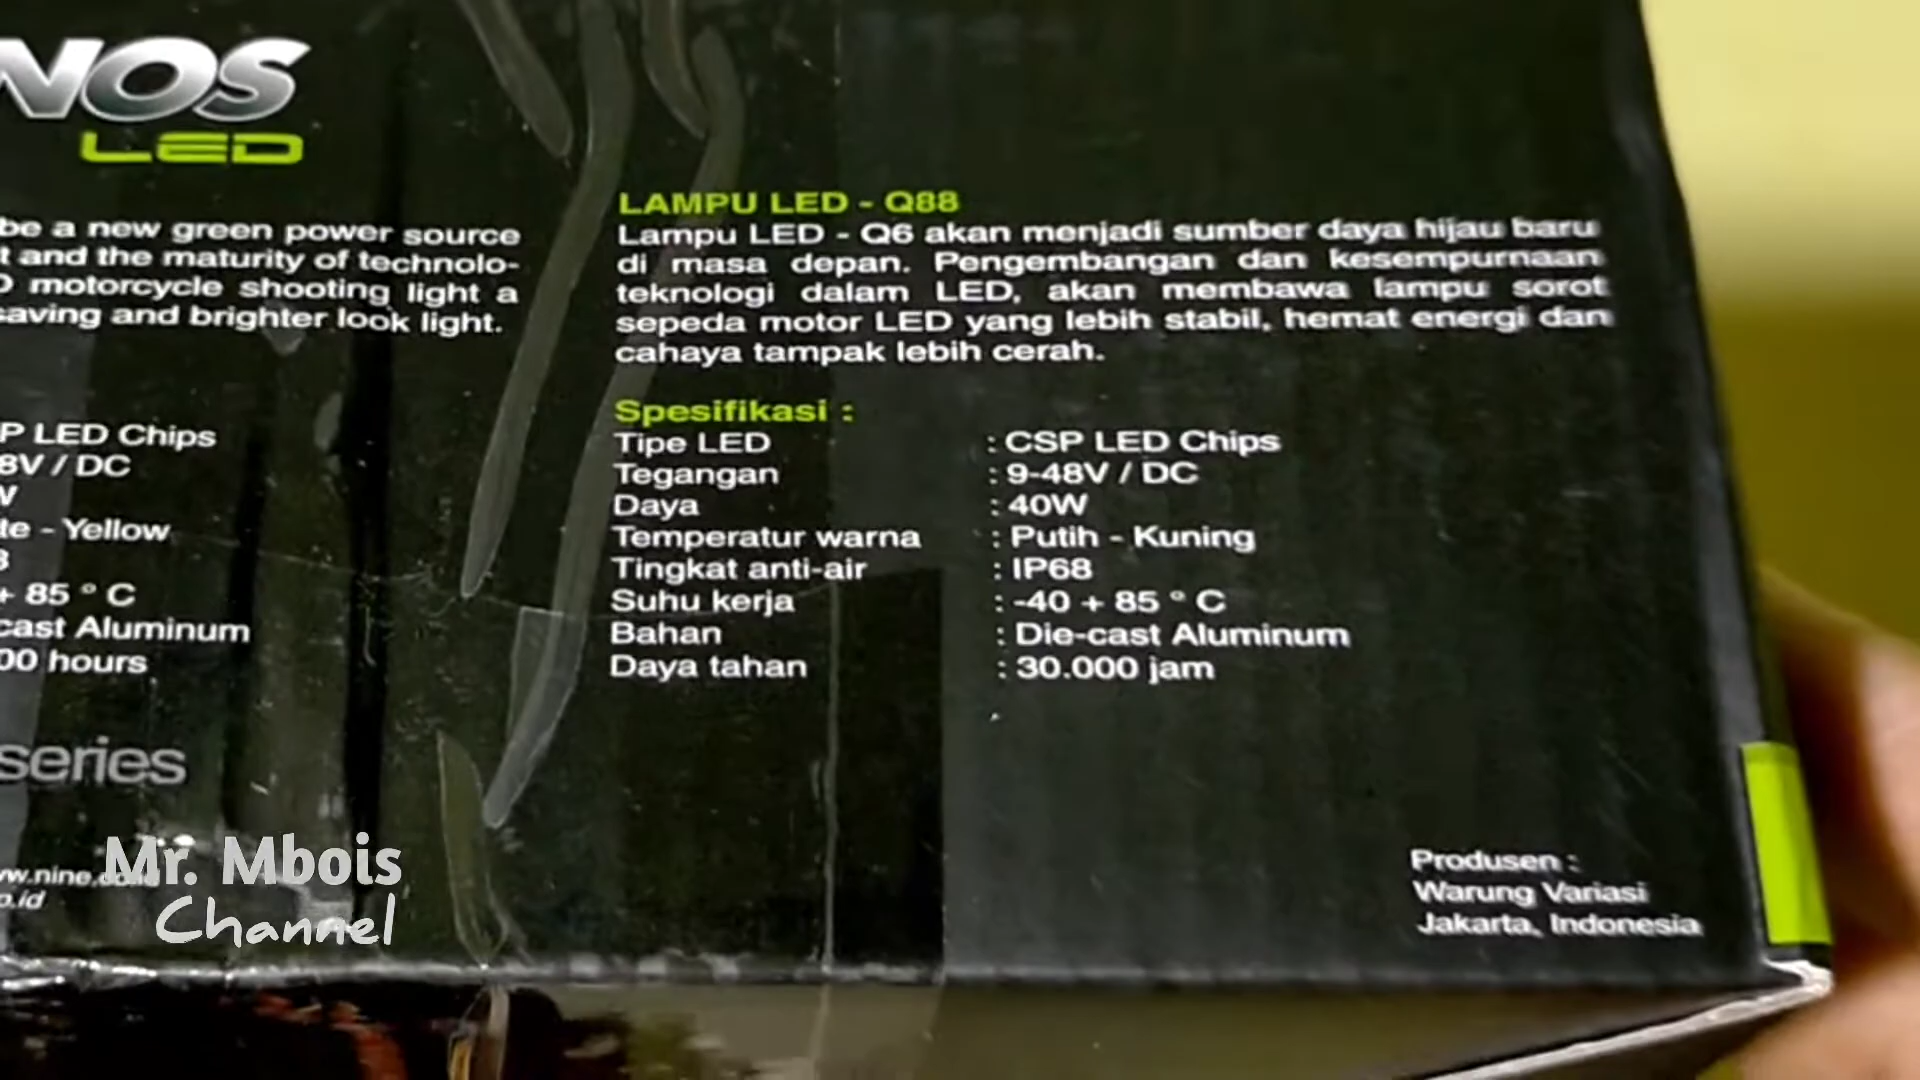 NOS
LED
be a new green power source
t and the maturity of technolo-
motorcycle shooting light a
saving and brighter look light.
P LED Chips
8V / DC
W
te - Yellow
+ 85 ° C
cast Aluminum
00 hours
series
LAMPU LED - Q88
Lampu LED - Q6 akan menjadi sumber daya hijau baru
di masa depan. Pengembangan dan kesempurnaan
teknologi dalam LED, akan membawa lampu sorot
sepeda motor LED yang lebih stabil, hemat energi dan
cahaya tampak lebih cerah.
Spesifikasi :
Tipe LED : CSP LED Chips
Tegangan : 9-48V / DC
Daya : 40W
Temperatur warna : Putih - Kuning
Tingkat anti-air : IP68
Suhu kerja : -40 + 85 ° C
Bahan : Die-cast Aluminum
Daya tahan : 30.000 jam
Produsen :
Warung Variasi
Jakarta, Indonesia
Mr. Mbois
Channel